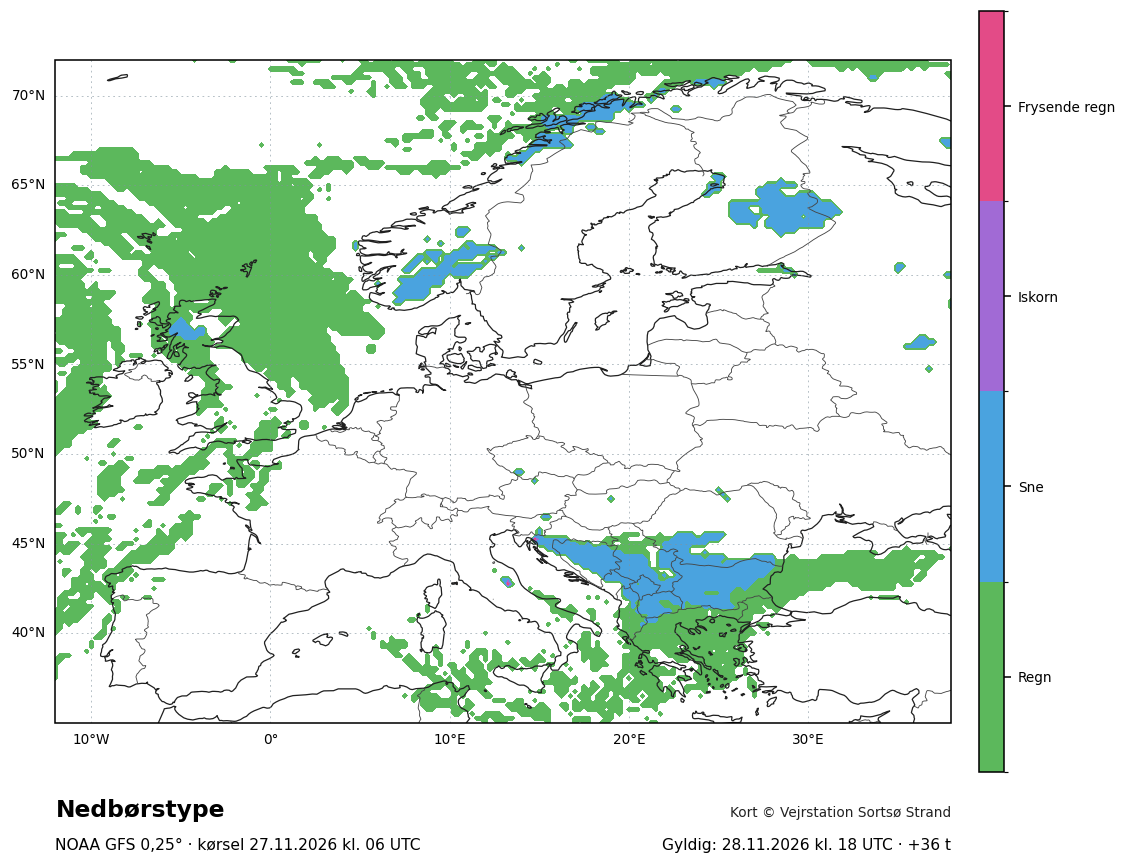 Frysende regn
Iskorn
Sne
Regn
70°N
65°N
60°N
55°N
50°N
45°N
40°N
10°W
0°
10°E
20°E
30°E
Nedbørstype
Kort © Vejrstation Sortsø Strand
NOAA GFS 0,25° · kørsel 27.11.2026 kl. 06 UTC
Gyldig: 28.11.2026 kl. 18 UTC · +36 t